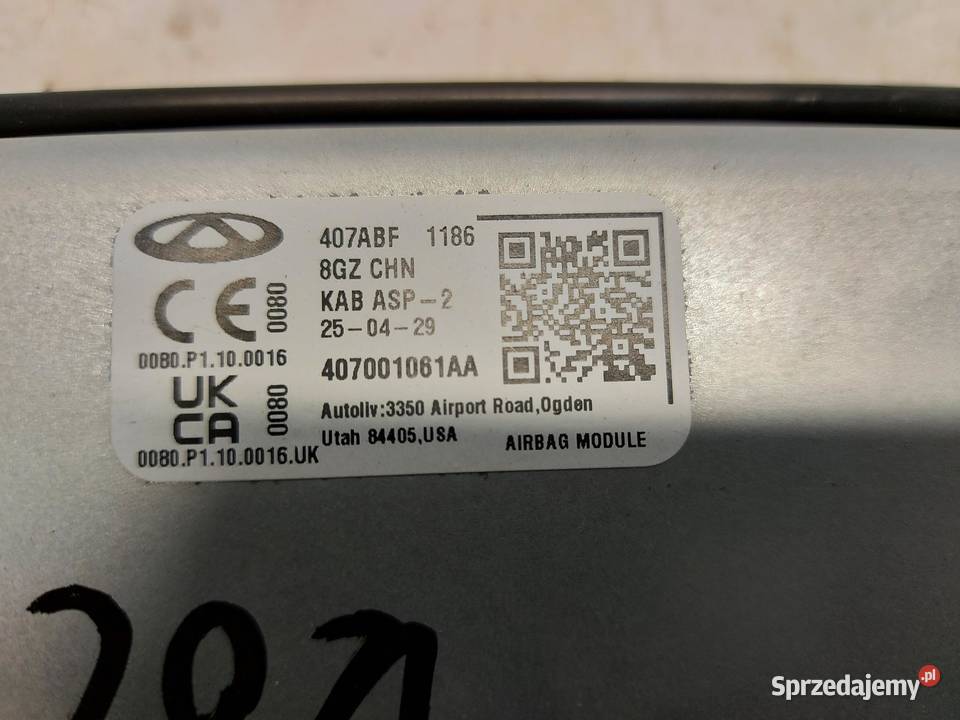 407ABF 1186
8GZ CHN
KAB ASP-2
25-04-29
CE 0080
0080.P1.10.0016
407001061AA
UK
CA 0080
Autoliv:3350 Airport Road,Ogden
Utah 84405,USA
0080.P1.10.0016.UK
AIRBAG MODULE
Sprzedajemy.pl